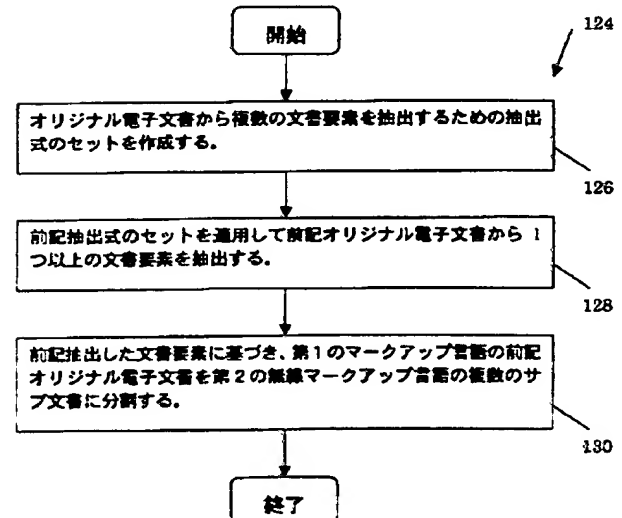 開始
124
オリジナル電子文書から複数の文書要素を抽出するための抽出
式のセットを作成する。
126
前記抽出式のセットを適用して前記オリジナル電子文書から 1
つ以上の文書要素を抽出する。
128
前記抽出した文書要素に基づき、第1のマークアップ言語の前記
オリジナル電子文書を第2の無線マークアップ言語の複数のサ
ブ文書に分割する。
130
終了